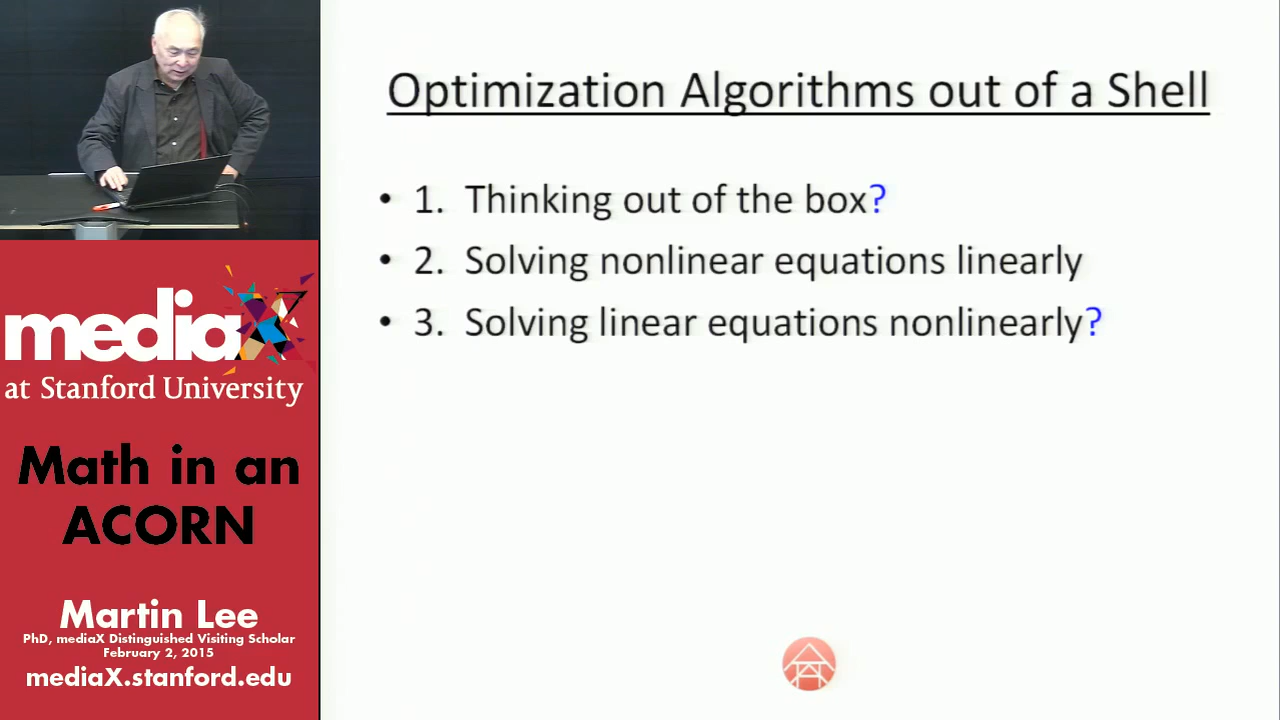 Optimization Algorithms out of a Shell
• 1. Thinking out of the box?
• 2. Solving nonlinear equations linearly
• 3. Solving linear equations nonlinearly?
mediaX
at Stanford University
Math in an
ACORN
Martin Lee
PhD, mediaX Distinguished Visiting Scholar
February 2, 2015
mediaX.stanford.edu